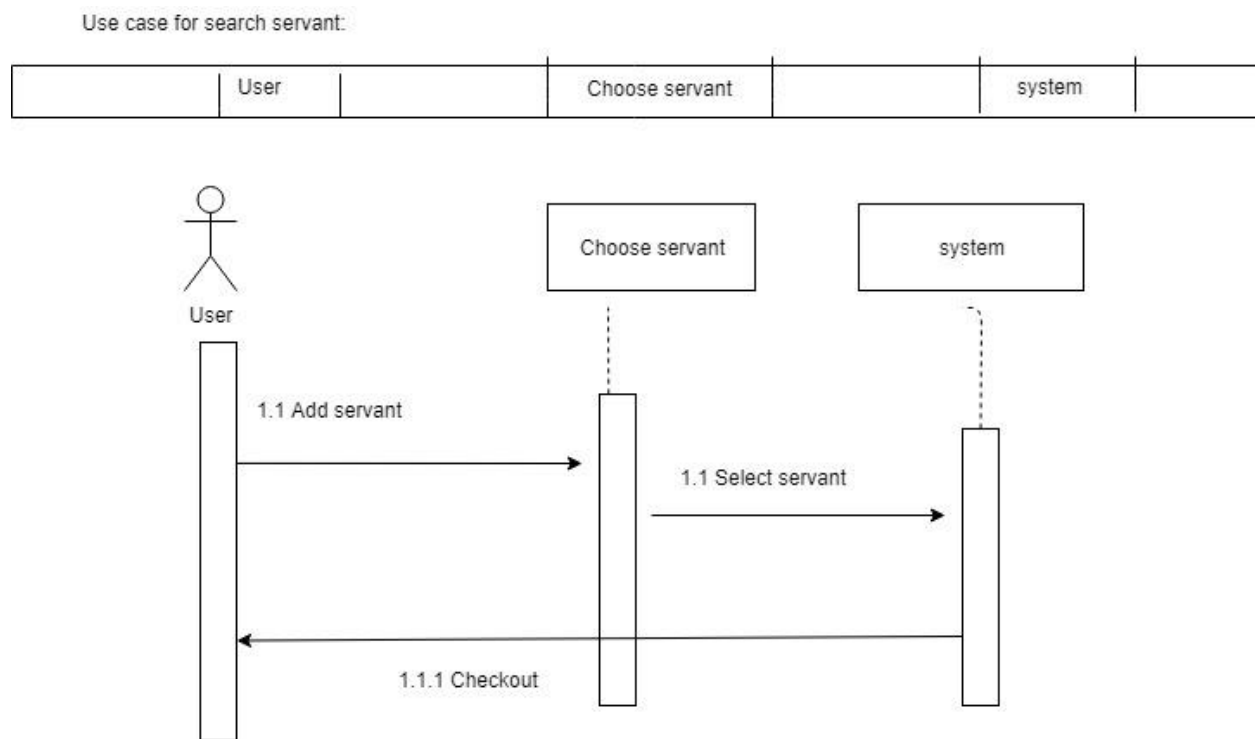 Use case for search servant:
User
Choose servant
system
Choose servant
system
User
1.1 Add servant
1.1 Select servant
1.1.1 Checkout